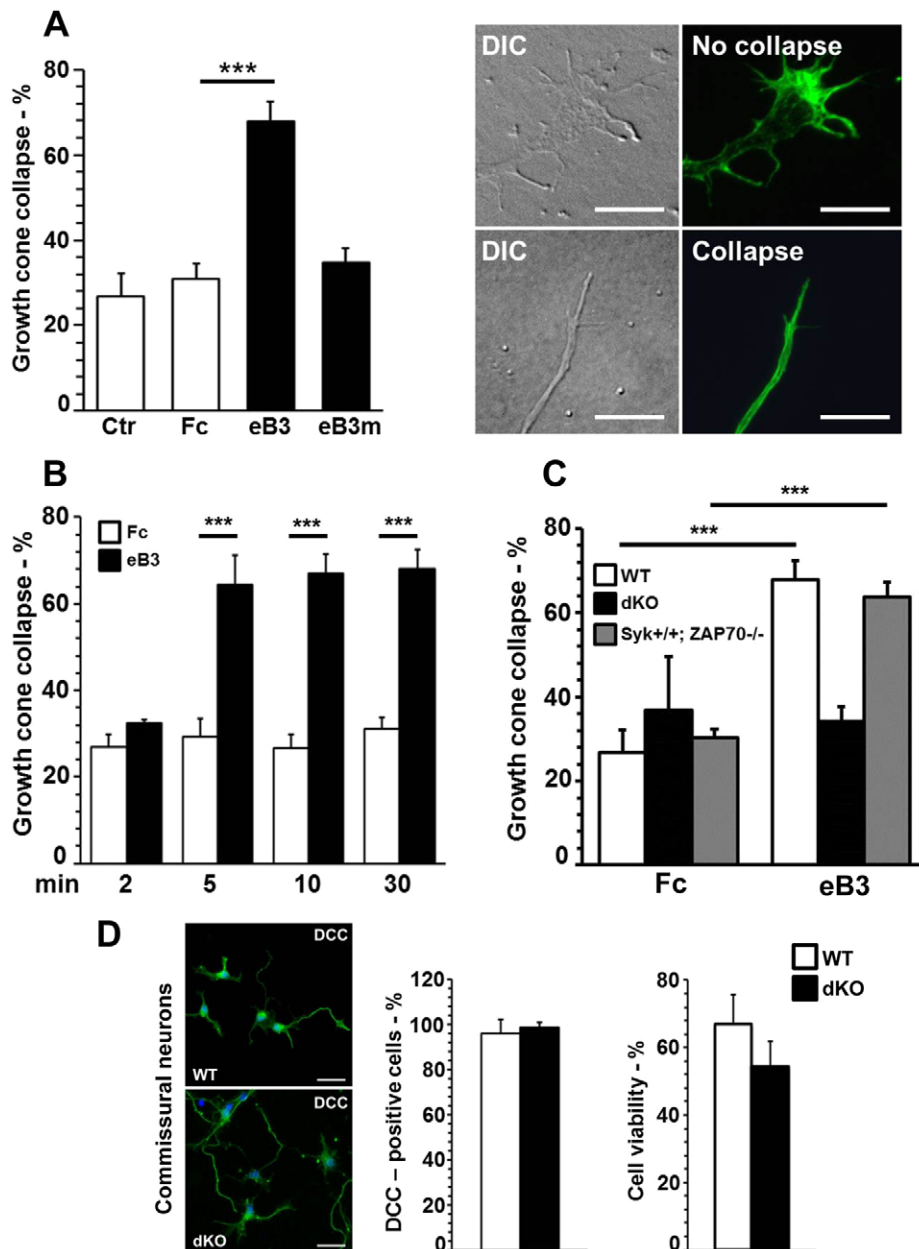 A
Growth cone collapse - %
80
60
40
20
0
***
Ctr Fc eB3 eB3m
DIC
No collapse
DIC
Collapse
B
Growth cone collapse - %
80
60
40
20
0
Fc
eB3
*** *** ***
min 2 5 10 30
C
Growth cone collapse - %
80
60
40
20
0
***
***
WT
dKO
Syk+/+; ZAP70-/-
Fc eB3
D
Commissural neurons
DCC
WT
DCC
dKO
DCC – positive cells - %
120
100
80
60
40
20
0
Cell viability - %
80
60
40
20
0
WT
dKO